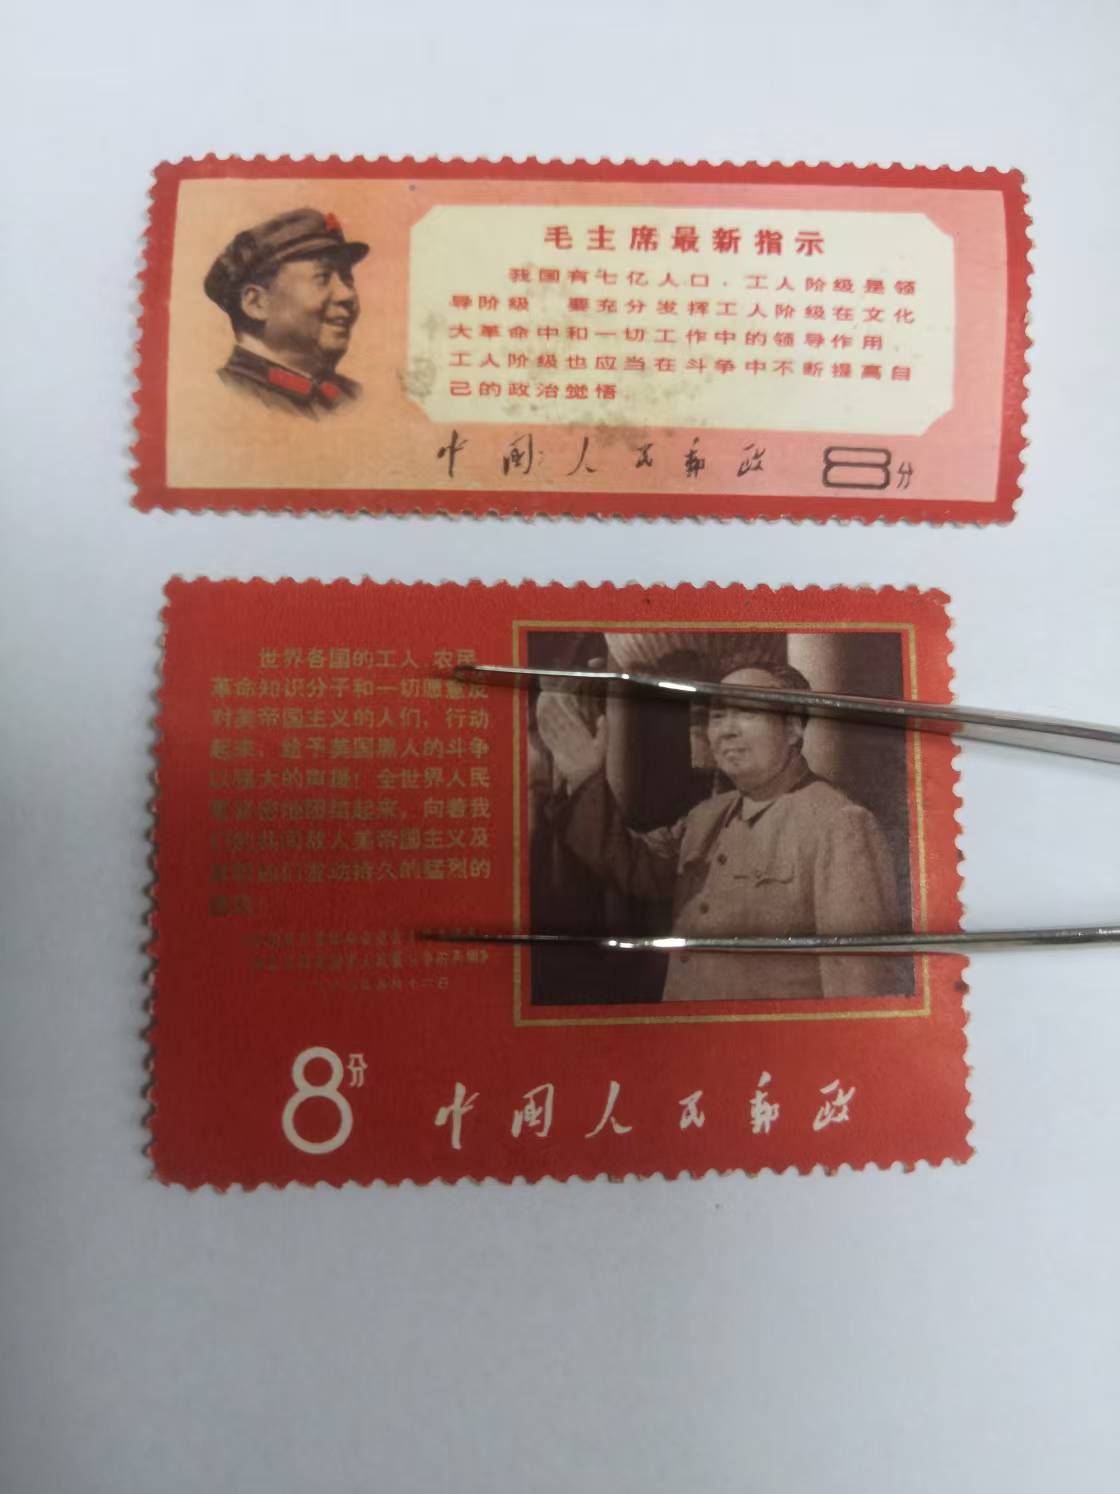 毛主席最新指示
我国有七亿人口,工人阶级是领
导阶级 要充分发挥工人阶级在文化
大革命中和一切工作中的领导作用
工人阶级也应当在斗争中不断提高自
己的政治觉悟
中国人民邮政
8分
世界各国的工人、农民
革命知识分子和一切愿意反
对美帝国主义的人们,行动
起来,给予美国黑人的斗争
以强大的声援!全世界人民
更紧密地团结起来,向着我
们的共同敌人美帝国主义及
们发动持久的猛烈的
8分
中国人民邮政